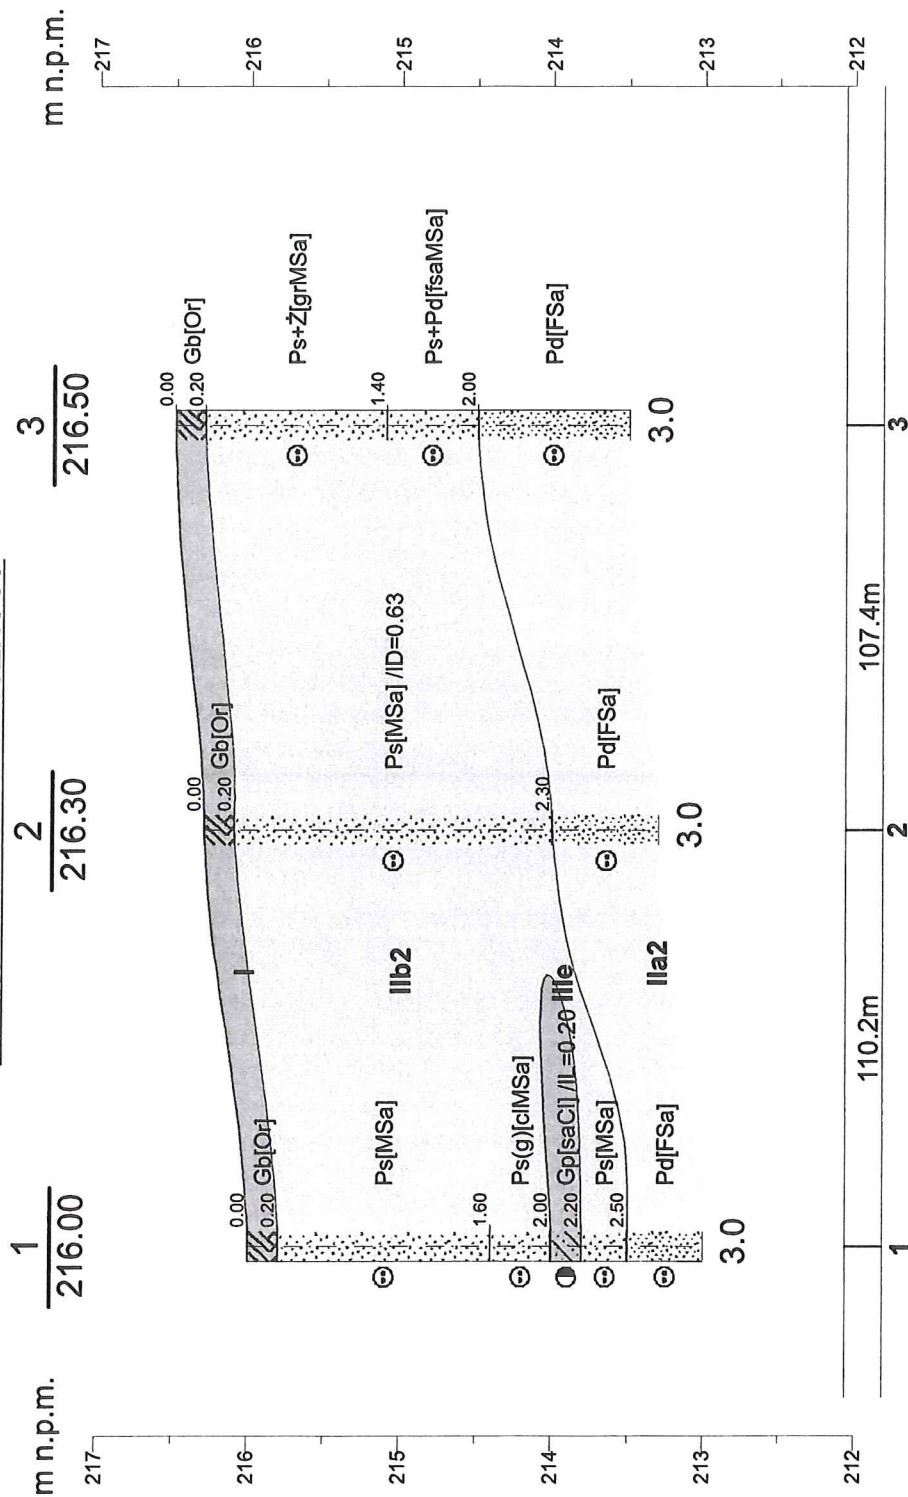 m n.p.m.
m n.p.m.
1
216.00
2
216.30
3
216.50
217
216
215
214
213
212
0.00
0.20
Gb[Or]
Ps[MSa]
1.60
Ps(g)[clMSa]
2.00
Gp[saCl] /IL=0.20
IIIe
2.20
Ps[MSa]
2.50
Pd[FSa]
3.0
I
IIb2
IIa2
0.00
0.20
Gb[Or]
Ps[MSa] /ID=0.63
2.30
Pd[FSa]
3.0
0.00
0.20
Gb[Or]
Ps+Ż[grMSa]
1.40
Ps+Pd[fsaMSa]
2.00
Pd[FSa]
3.0
217
216
215
214
213
212
110.2m
107.4m
1
2
3